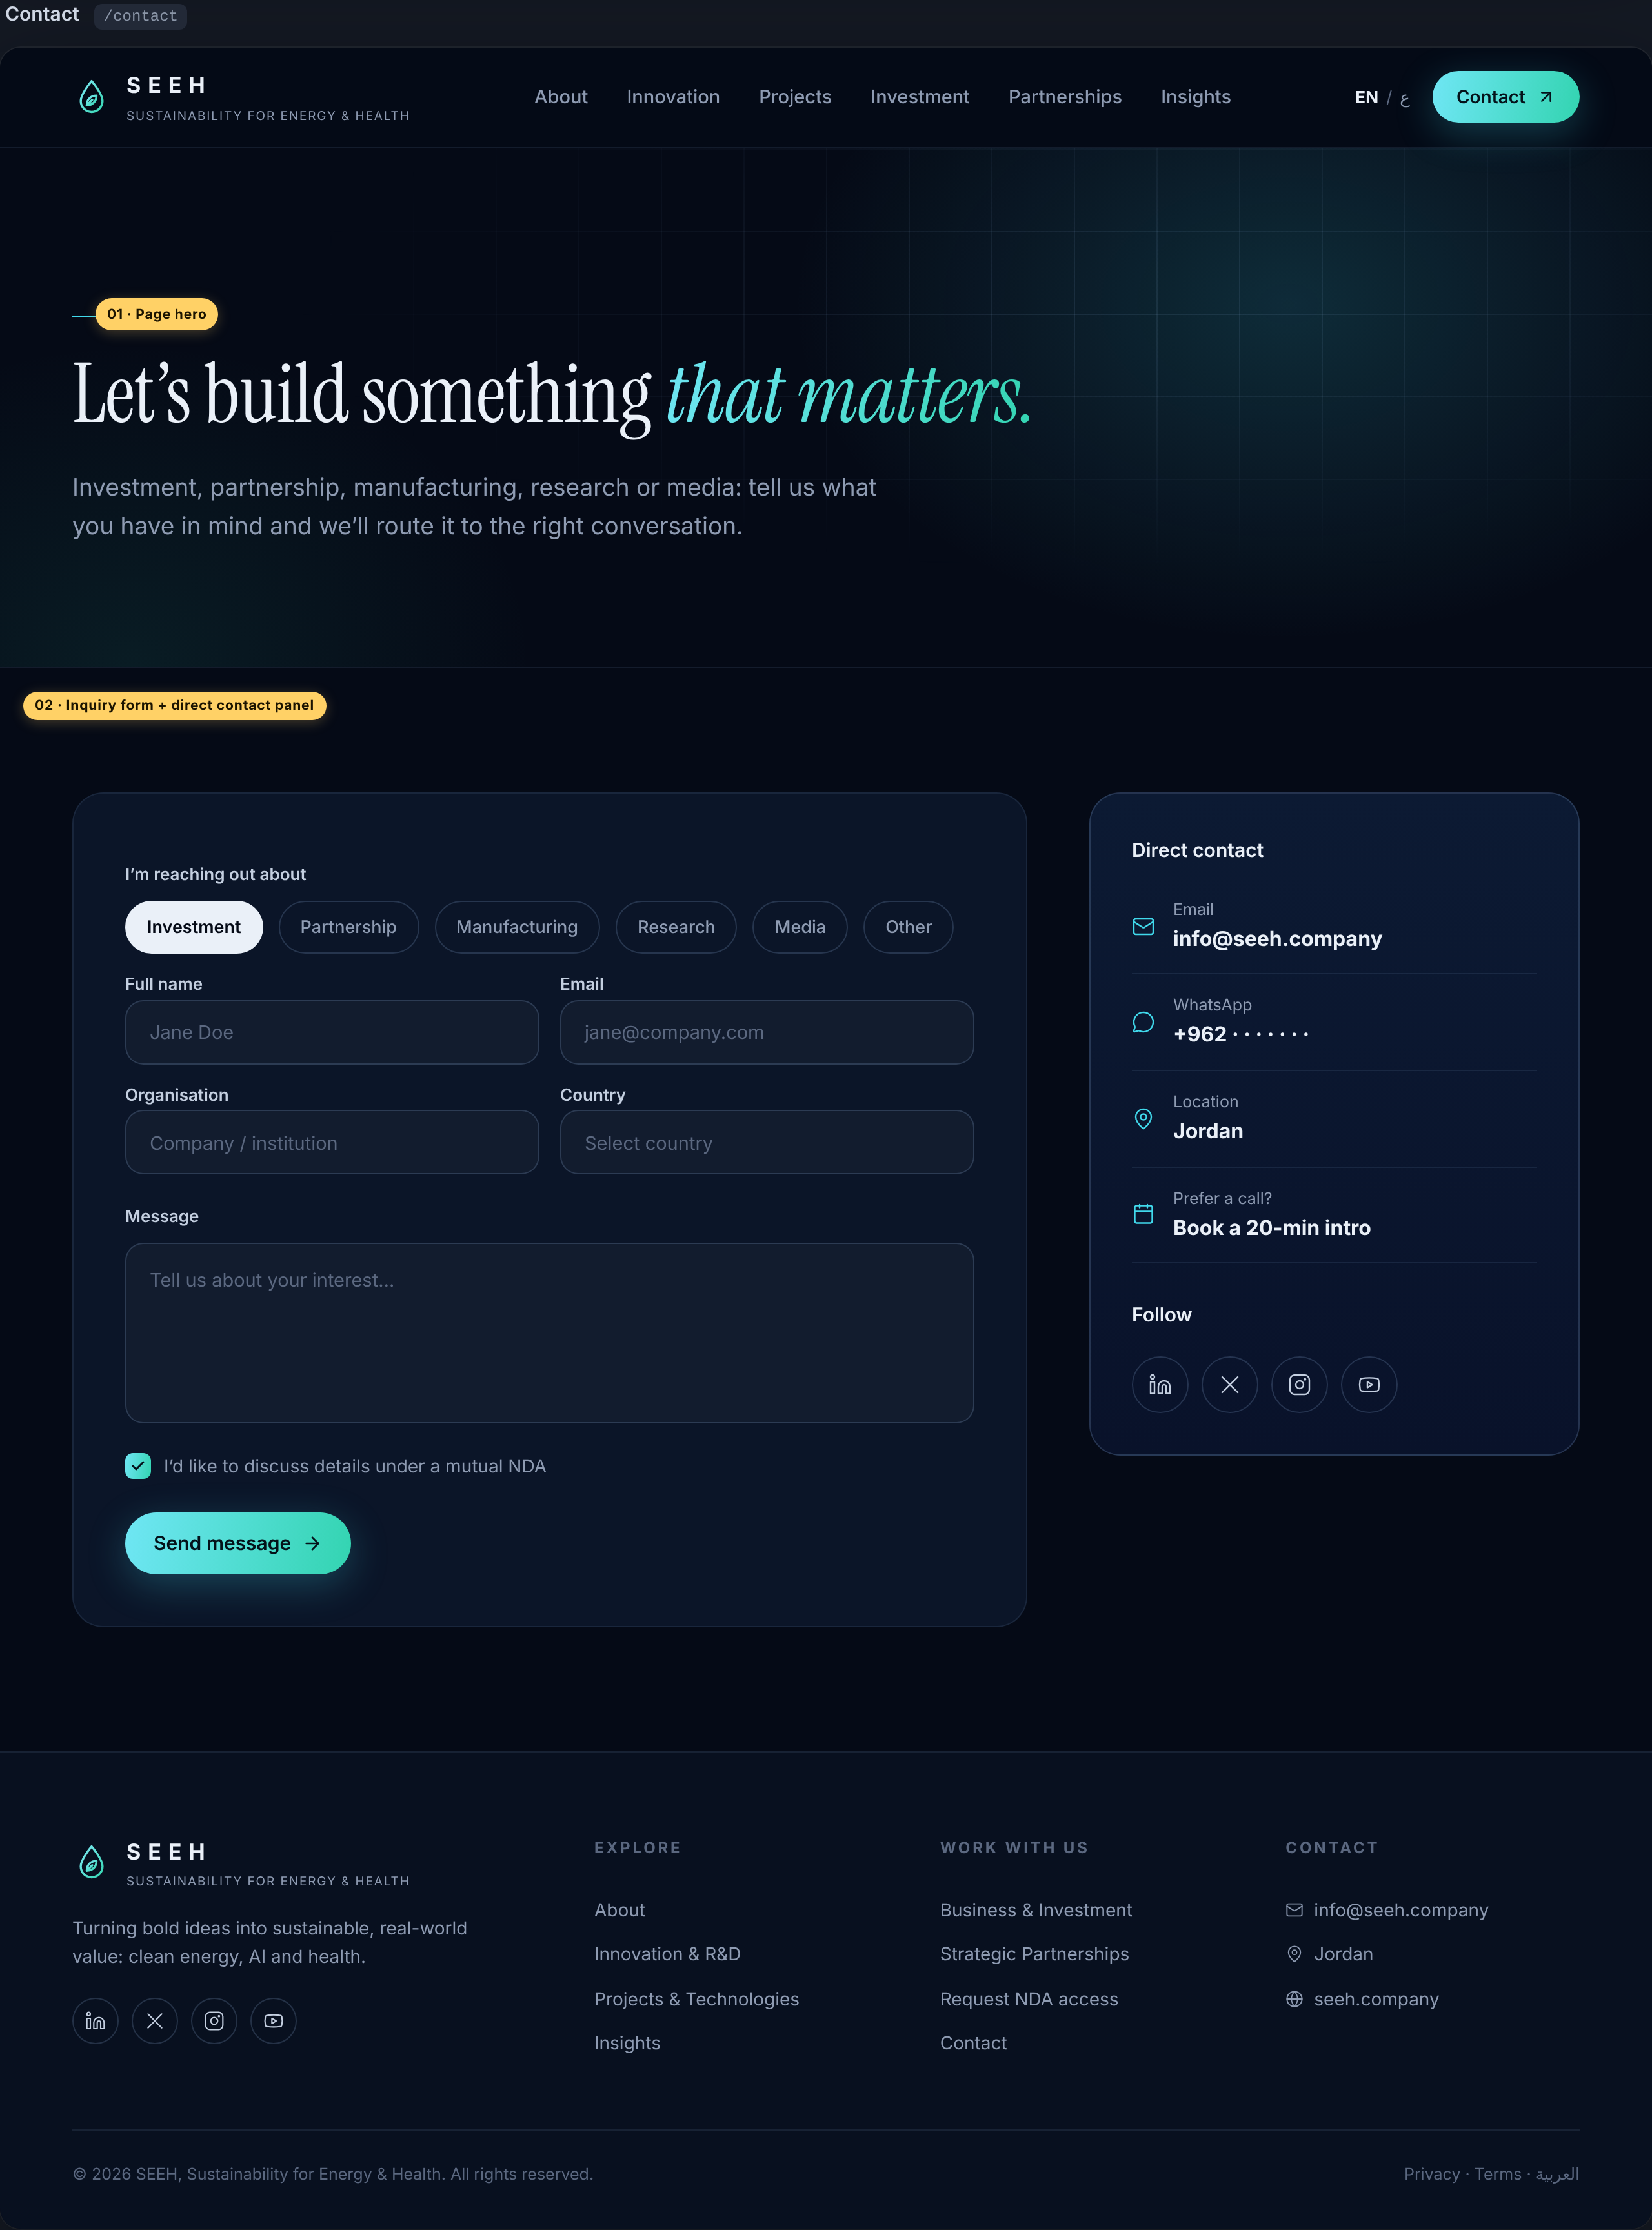 Contact /contact
SEEH
SUSTAINABILITY FOR ENERGY & HEALTH
About Innovation Projects Investment Partnerships Insights
EN / ع
Contact
01 · Page hero
Let’s build something that matters.
Investment, partnership, manufacturing, research or media: tell us what
you have in mind and we’ll route it to the right conversation.
02 · Inquiry form + direct contact panel
I’m reaching out about
Investment Partnership Manufacturing Research Media Other
Full name Email
Jane Doe jane@company.com
Organisation Country
Company / institution Select country
Message
Tell us about your interest...
I’d like to discuss details under a mutual NDA
Send message
Direct contact
Email
info@seeh.company
WhatsApp
+962 · · · · · · ·
Location
Jordan
Prefer a call?
Book a 20-min intro
Follow
SEEH
SUSTAINABILITY FOR ENERGY & HEALTH
Turning bold ideas into sustainable, real-world
value: clean energy, AI and health.
EXPLORE
About
Innovation & R&D
Projects & Technologies
Insights
WORK WITH US
Business & Investment
Strategic Partnerships
Request NDA access
Contact
CONTACT
info@seeh.company
Jordan
seeh.company
© 2026 SEEH, Sustainability for Energy & Health. All rights reserved.
Privacy · Terms · العربية